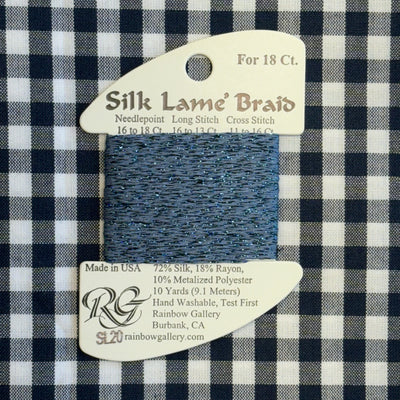 For 18 Ct.
Silk Lame' Braid
Needlepoint Long Stitch Cross Stitch
16 to 18 Ct. 16 to 13 Ct. 11 to 16 Ct.
Made in USA 72% Silk, 18% Rayon,
10% Metalized Polyester
10 Yards (9.1 Meters)
Hand Washable, Test First
Rainbow Gallery
Burbank, CA
RG
SL20 rainbowgallery.com